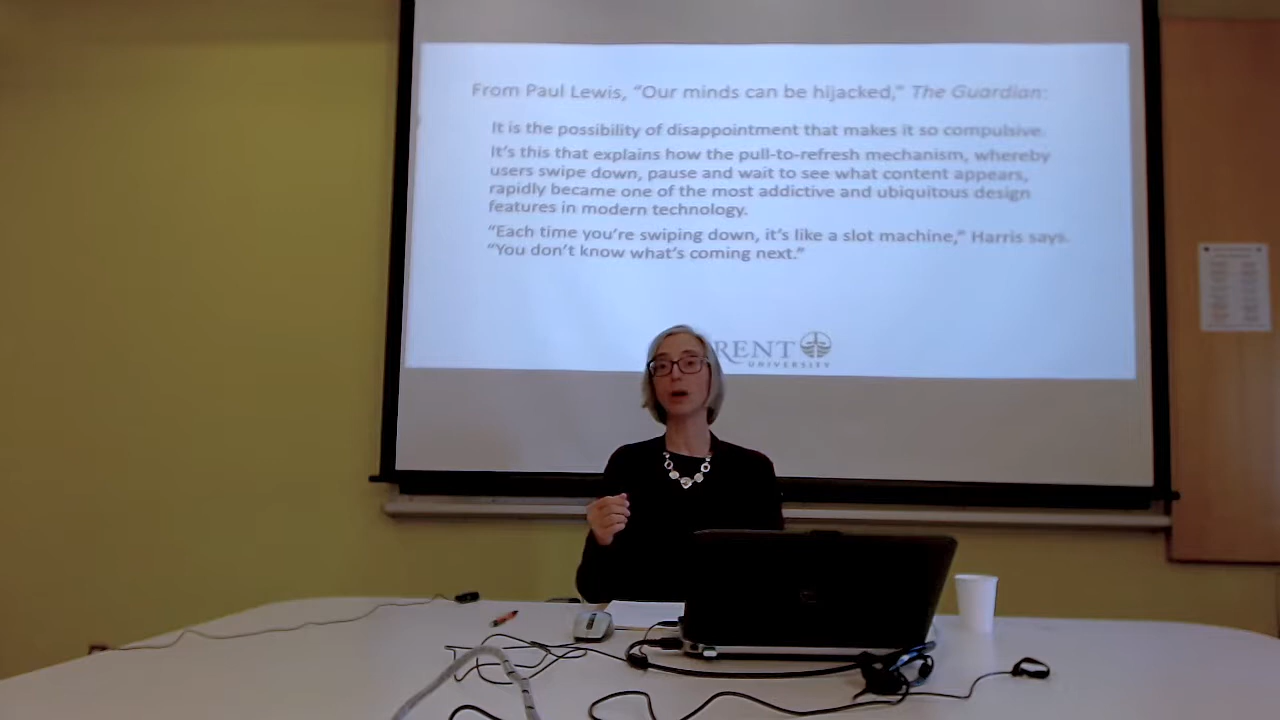 From Paul Lewis, “Our minds can be hijacked,” The Guardian:
It is the possibility of disappointment that makes it so compulsive.
It’s this that explains how the pull-to-refresh mechanism, whereby
users swipe down, pause and wait to see what content appears,
rapidly became one of the most addictive and ubiquitous design
features in modern technology.
“Each time you’re swiping down, it’s like a slot machine,” Harris says.
“You don’t know what’s coming next.”
RENT
UNIVERSITY